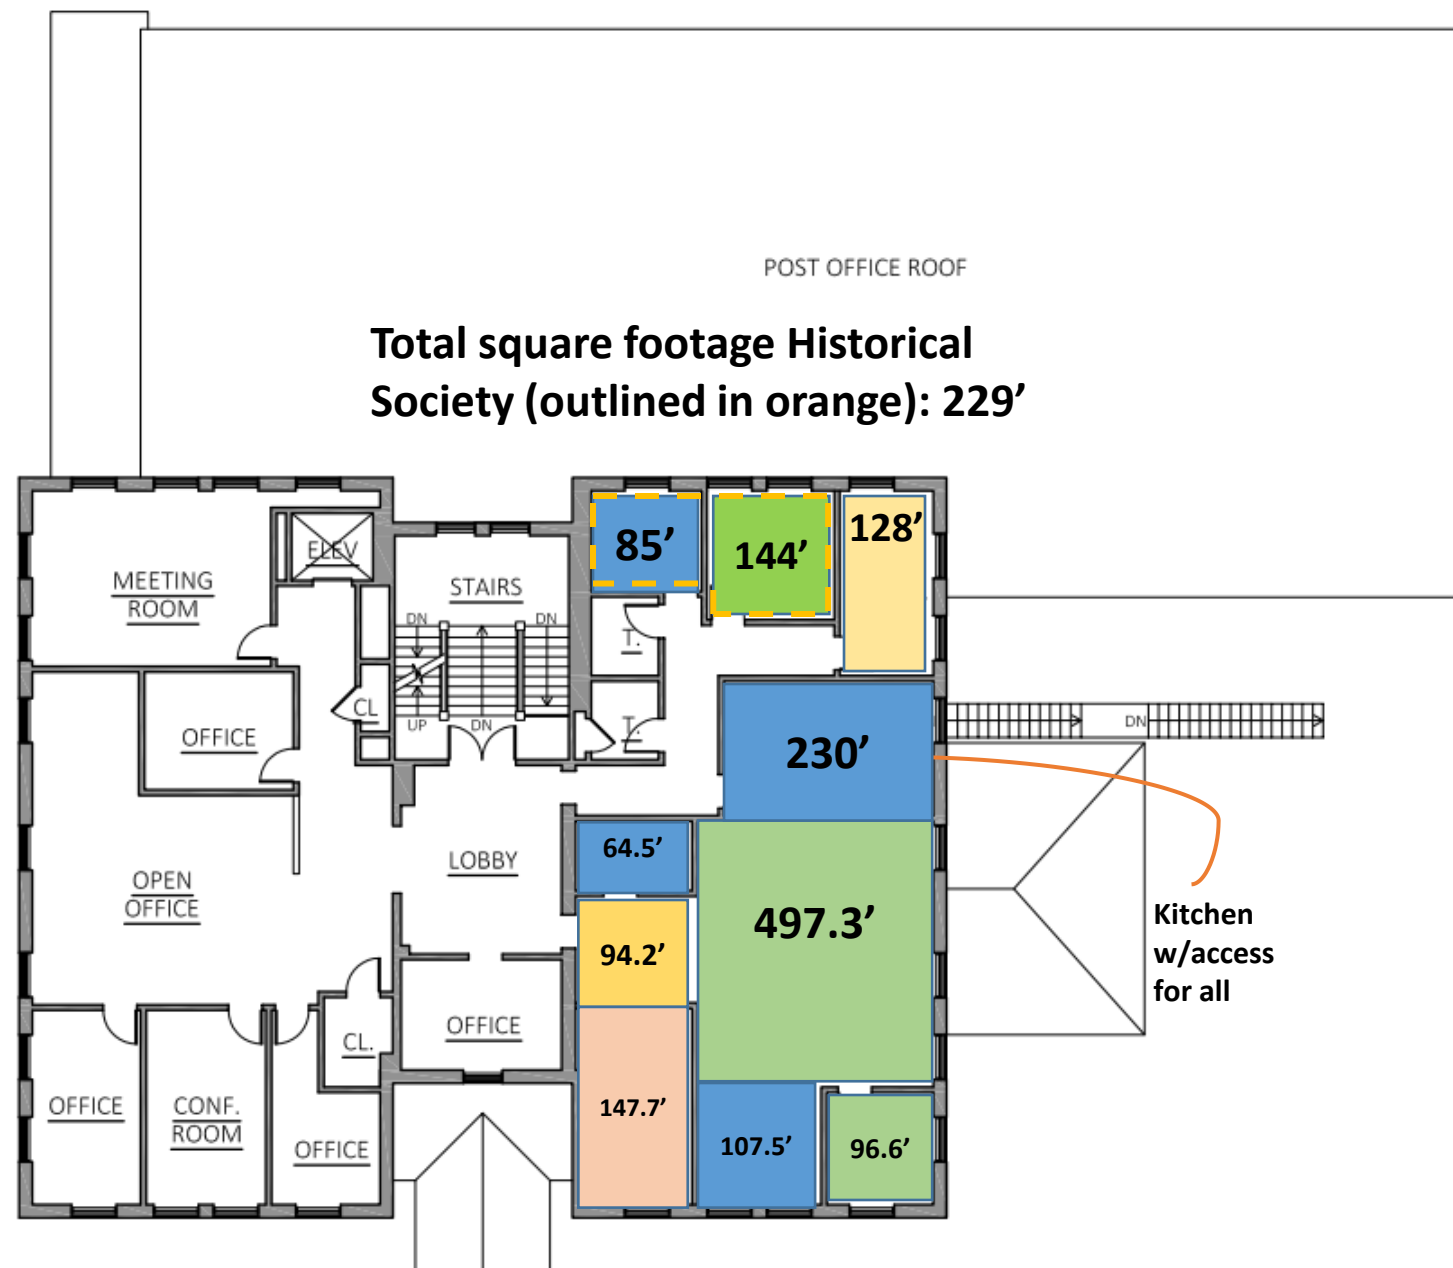 POST OFFICE ROOF
Total square footage Historical
Society (outlined in orange): 229’
85’
144’
128’
ELEV
MEETING
ROOM
STAIRS
DN
DN
T.
CL
UP
DN
T.
DN
OFFICE
230’
64.5’
LOBBY
OPEN
OFFICE
497.3’
Kitchen
w/access
for all
94.2’
OFFICE
CL.
OFFICE
CONF.
ROOM
OFFICE
147.7’
107.5’
96.6’